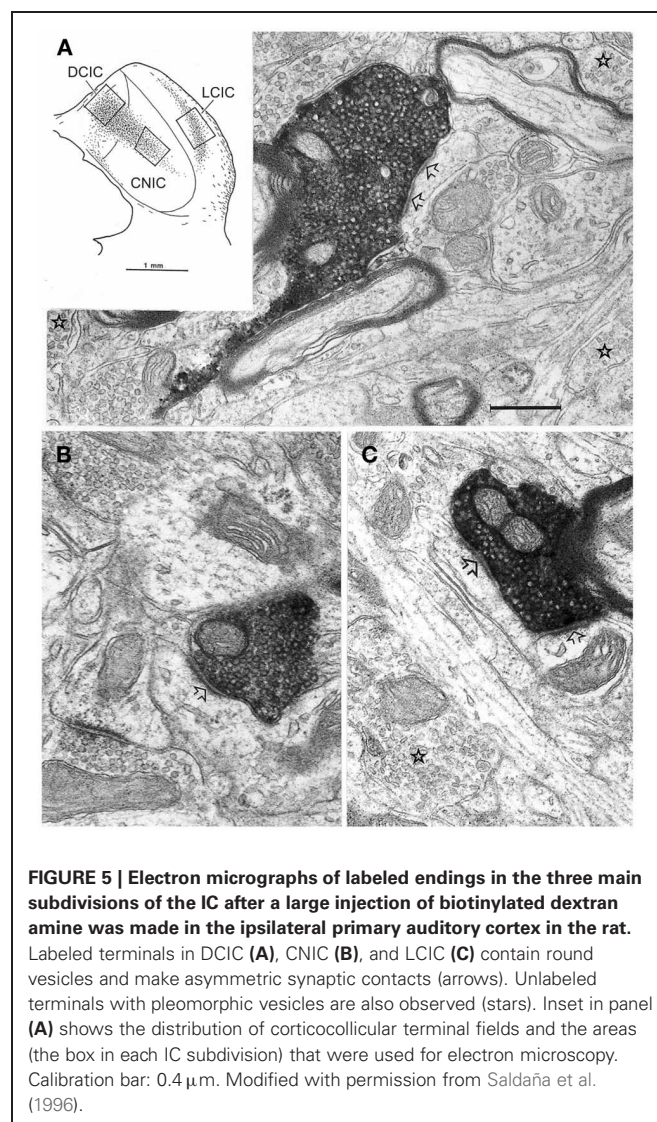 A
DCIC
LCIC
CNIC
1 mm
B
C
FIGURE 5 | Electron micrographs of labeled endings in the three main
subdivisions of the IC after a large injection of biotinylated dextran
amine was made in the ipsilateral primary auditory cortex in the rat.
Labeled terminals in DCIC (A), CNIC (B), and LCIC (C) contain round
vesicles and make asymmetric synaptic contacts (arrows). Unlabeled
terminals with pleomorphic vesicles are also observed (stars). Inset in panel
(A) shows the distribution of corticocollicular terminal fields and the areas
(the box in each IC subdivision) that were used for electron microscopy.
Calibration bar: 0.4 μm. Modified with permission from Saldaña et al.
(1996).